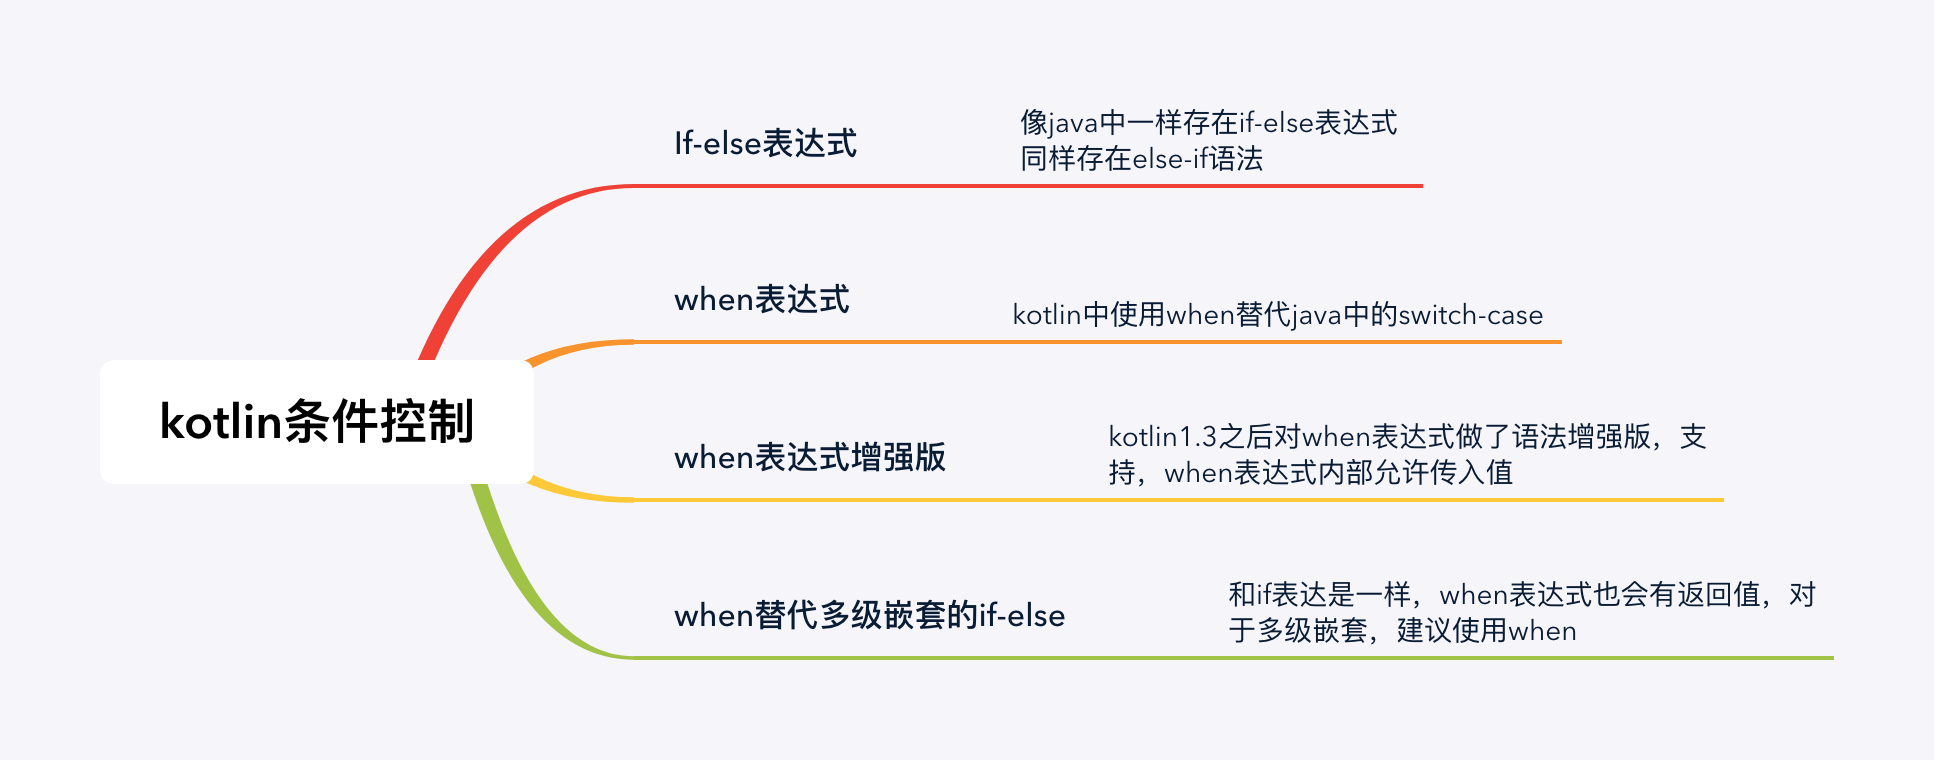 If-else表达式
像java中一样存在if-else表达式
同样存在else-if语法
when表达式
kotlin中使用when替代java中的switch-case
kotlin条件控制
when表达式增强版
kotlin1.3之后对when表达式做了语法增强版，支
持，when表达式内部允许传入值
when替代多级嵌套的if-else
和if表达是一样，when表达式也会有返回值，对
于多级嵌套，建议使用when